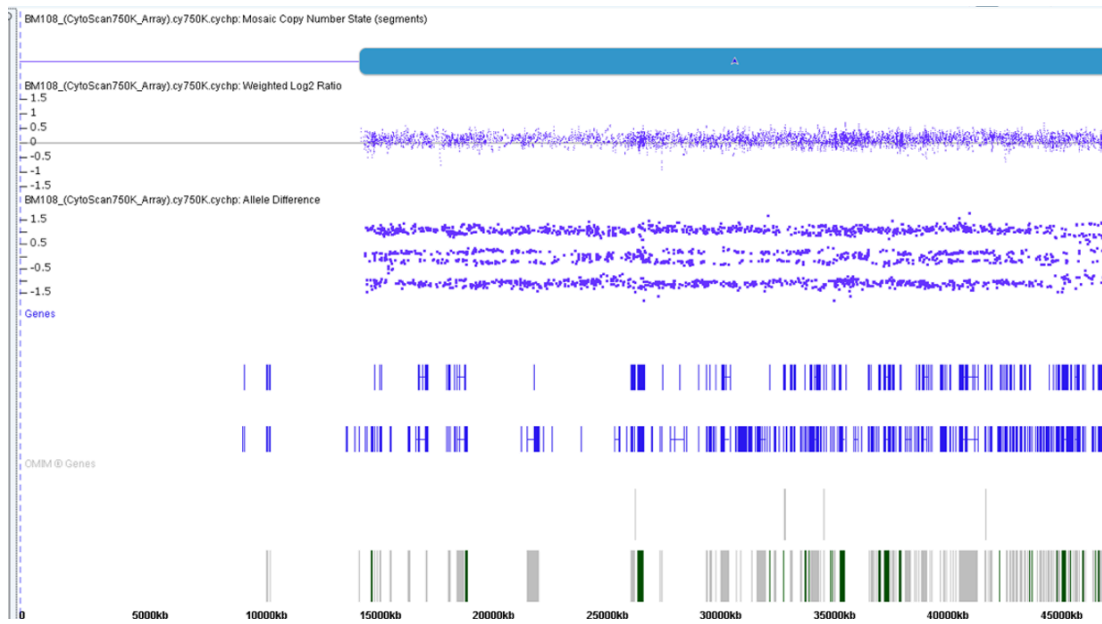 BM108_(CytoScan750K_Array).cy750K.cychp: Mosaic Copy Number State (segments)
BM108_(CytoScan750K_Array).cy750K.cychp: Weighted Log2 Ratio
1.5
1
0.5
0
-0.5
-1
-1.5
BM108_(CytoScan750K_Array).cy750K.cychp: Allele Difference
1.5
0.5
-0.5
-1.5
Genes
OMIM ® Genes
0 5000kb 10000kb 15000kb 20000kb 25000kb 30000kb 35000kb 40000kb 45000kb